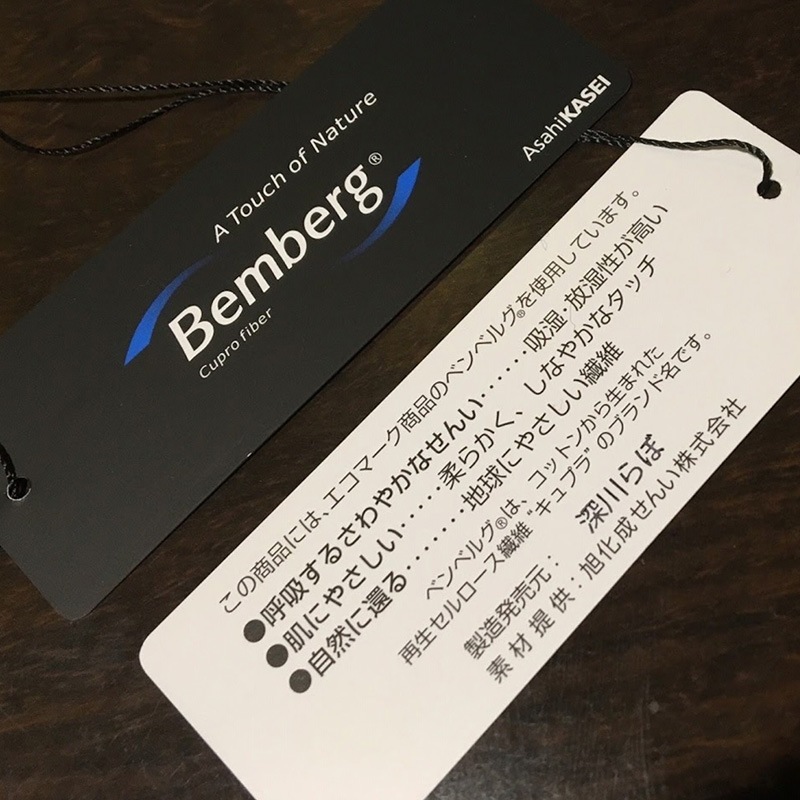 A Touch of Nature
Bemberg®
Cupro fiber
AsahiKASEI
この商品には、エコマーク商品のベンベルグ®を使用しています。
●呼吸するさわやかなせんい……吸湿・放湿性が高い
●肌にやさしい……柔らかく、しなやかなタッチ
●自然に還る………地球にやさしい繊維
ベンベルグ®は、コットンから生まれた
再生セルロース繊維“キュプラ”のブランド名です。
製造発売元： 深川らぼ
素材提供：旭化成せんい株式会社